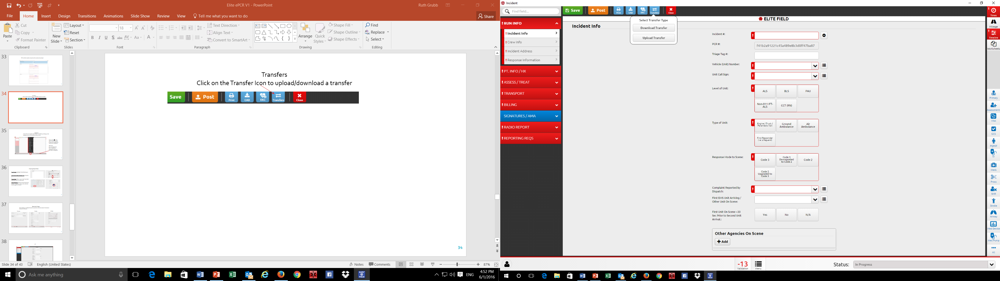 Elite ePCR V1 - PowerPoint
Ruth Grubb
File Home Insert Design Transitions Animations Slide Show Review View Tell me what you want to do Share
Paste
Cut
Copy
Format Painter
Clipboard
New Slide
Layout
Reset
Section
Slides
18
B I U S abc AV Aa A
Font
Text Direction
Align Text
Convert to SmartArt
Paragraph
Arrange
Quick Styles
Shape Fill
Shape Outline
Shape Effects
Drawing
Find
Replace
Select
Editing
33
34
35
36
37
38
Transfers
Click on the Transfer Icon to upload/download a transfer
Save Post Print CAD EKG Transfers Close
34
Slide 34 of 43 English (United States) Notes Comments 87%
Ask me anything
ENG
4:52 PM
6/1/2016
Incident
Find field...
Save Post Print CAD EKG Transfers Close
Select Transfer Type
Download Transfer
Upload Transfer
ELITE FIELD
! RUN INFO
! Incident Info
! Crew Info
! Incident Address
! Response Information
! PT. INFO / HX
! ASSESS / TREAT
! TRANSPORT
! BILLING
SIGNATURES / AMA
! RADIO REPORT
! REPORTING REQS
Incident Info
Incident #:
PCR #: f41b2a91221c45a489e8b3d0ff47ba87
Triage Tag #:
Vehicle (Unit) Number:
Unit Call Sign:
Level of Unit:
ALS BLS PAU
Non-911 IFT-ALS CCT (RN)
Type of Unit:
Engine / Truck / Paramedic Van
Ground Ambulance
Air Ambulance
First Responder (i.e. Lifeguard)
Response Mode to Scene:
Code 3
Code 3 Downgraded to Code 2
Code 2
Code 2 Upgraded to Code 3
Complaint Reported by Dispatch:
First EMS Unit Arriving / Other Unit On Scene:
First Unit On Scene >30 Sec Prior to Second Unit Arrival.:
Yes No N/A
Other Agencies On Scene
+ Add
Times
Mileage
Timeline
Worksheets
Primary
Assessments
Vital
GCS
PQRST
IV
Meds
Procs
SMR
Stroke
Airway
Med Device
Med Pump
All
-13
Validation
Menu
Status: In Progress